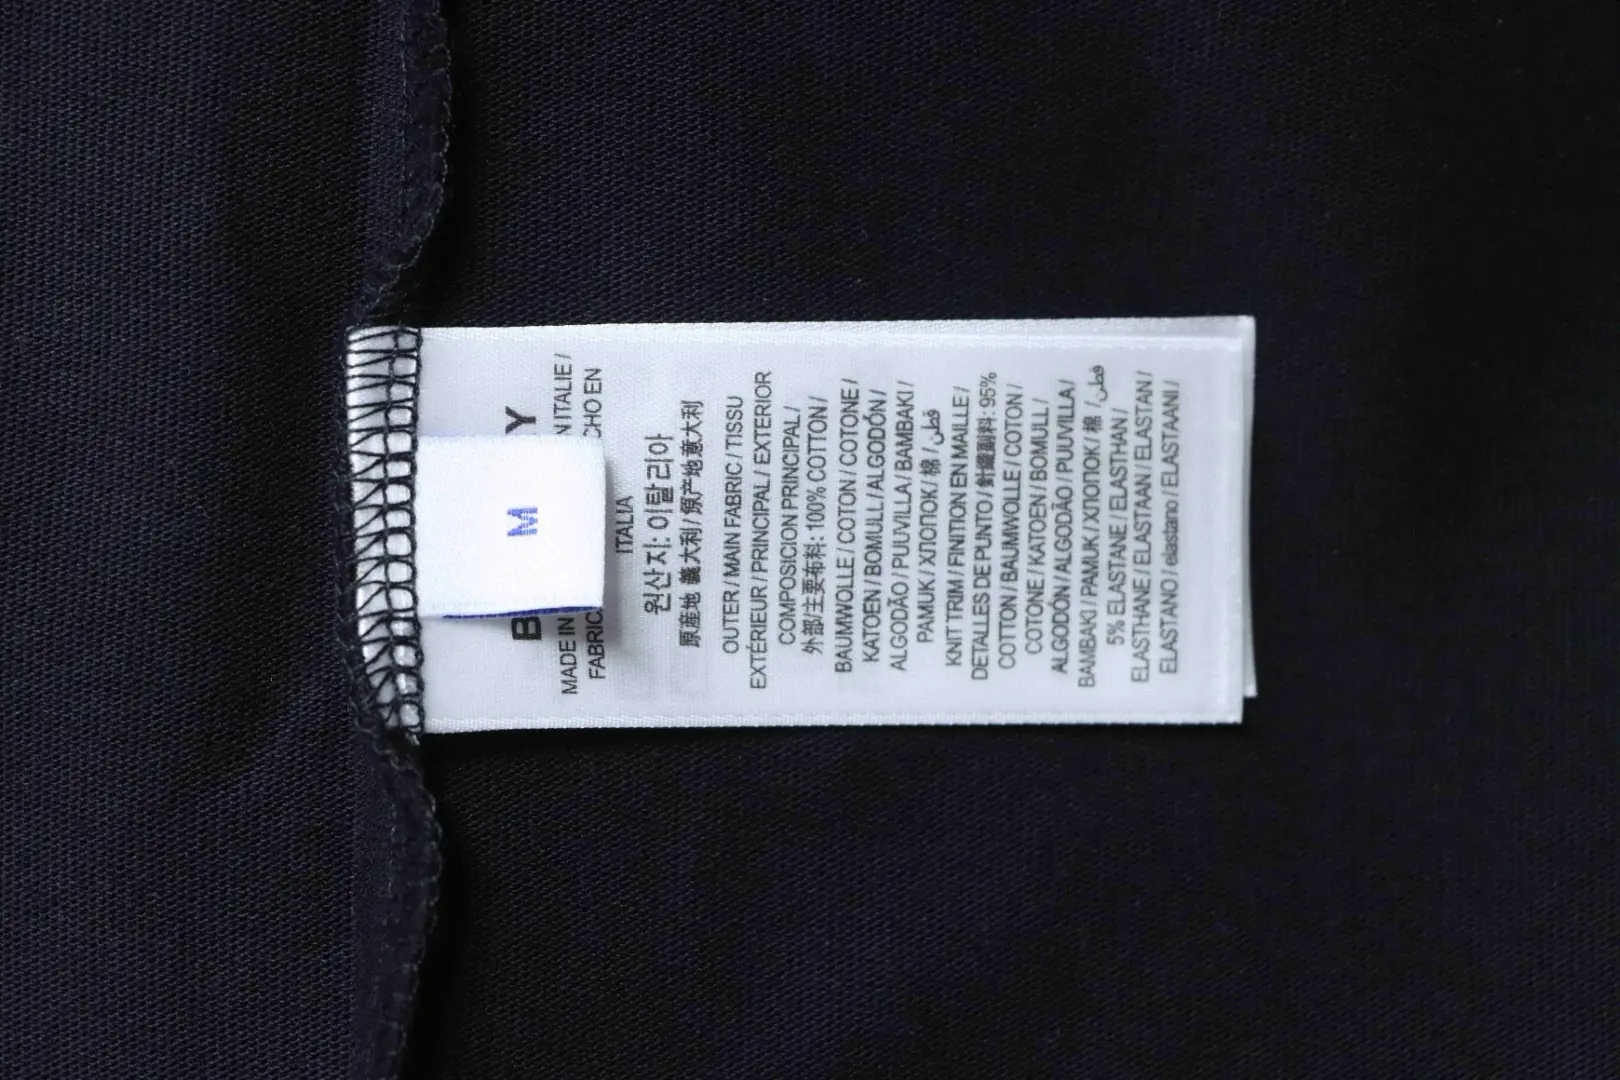 M
B Y
MADE IN N ITALIE /
FABRIC CHO EN
ITALIA
원산지: 이탈리아
原産地 義大利 / 原产地意大利
OUTER / MAIN FABRIC / TISSU
EXTÉRIEUR / PRINCIPAL / EXTERIOR
COMPOSICION PRINCIPAL /
外部/主要布料: 100% COTTON /
BAUMWOLLE / COTON / COTONE /
KATOEN / BOMULL / ALGODÓN /
ALGODÃO / PUUVILLA / BAMBAKI /
PAMUK / ΧΛΟΠΟΚ / 棉 / قطن
KNIT TRIM / FINITION EN MAILLE /
DETALLES DE PUNTO / 針織副料: 95%
COTTON / BAUMWOLLE / COTON /
COTONE / KATOEN / BOMULL /
ALGODÓN / ALGODÃO / PUUVILLA /
BAMBAKI / PAMUK / ΧΛΟΠΟΚ / 棉 / قطن
5% ELASTANE / ELASTHAN /
ELASTHANE / ELASTAAN / ELASTAN /
ELASTANO / elastano / ELASTAANI /